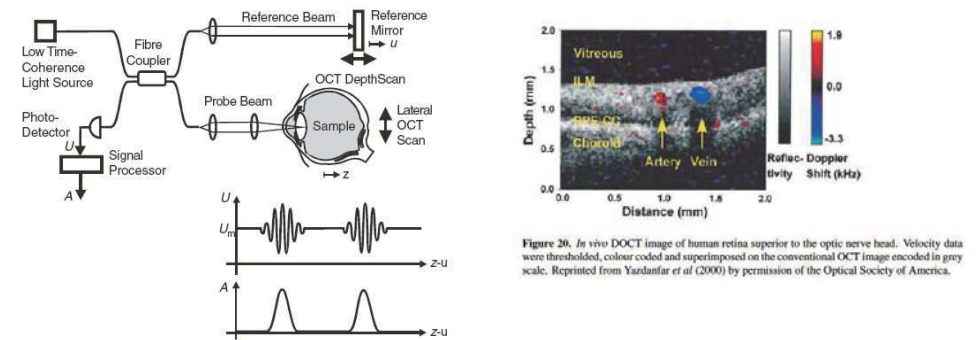 Reference Beam
Reference
Mirror
u
Low Time-
Coherence
Light Source
Fibre
Coupler
OCT DepthScan
Probe Beam
Sample
Lateral
OCT
Scan
z
Photo-
Detector
U
Signal
Processor
A
U
Um
z-u
A
z-u
2.0
1.5
1.0
0.5
0.0
Depth (mm)
Vitreous
ILM
RPE-CC
Choroid
Artery Vein
0.0 0.5 1.0 1.5 2.0
Distance (mm)
1.9
0.0
-3.3
Reflec- Doppler
tivity Shift (kHz)
Figure 20. In vivo DOCT image of human retina superior to the optic nerve head. Velocity data
were thresholded, colour coded and superimposed on the conventional OCT image encoded in grey
scale. Reprinted from Yazdanfar et al (2000) by permission of the Optical Society of America.